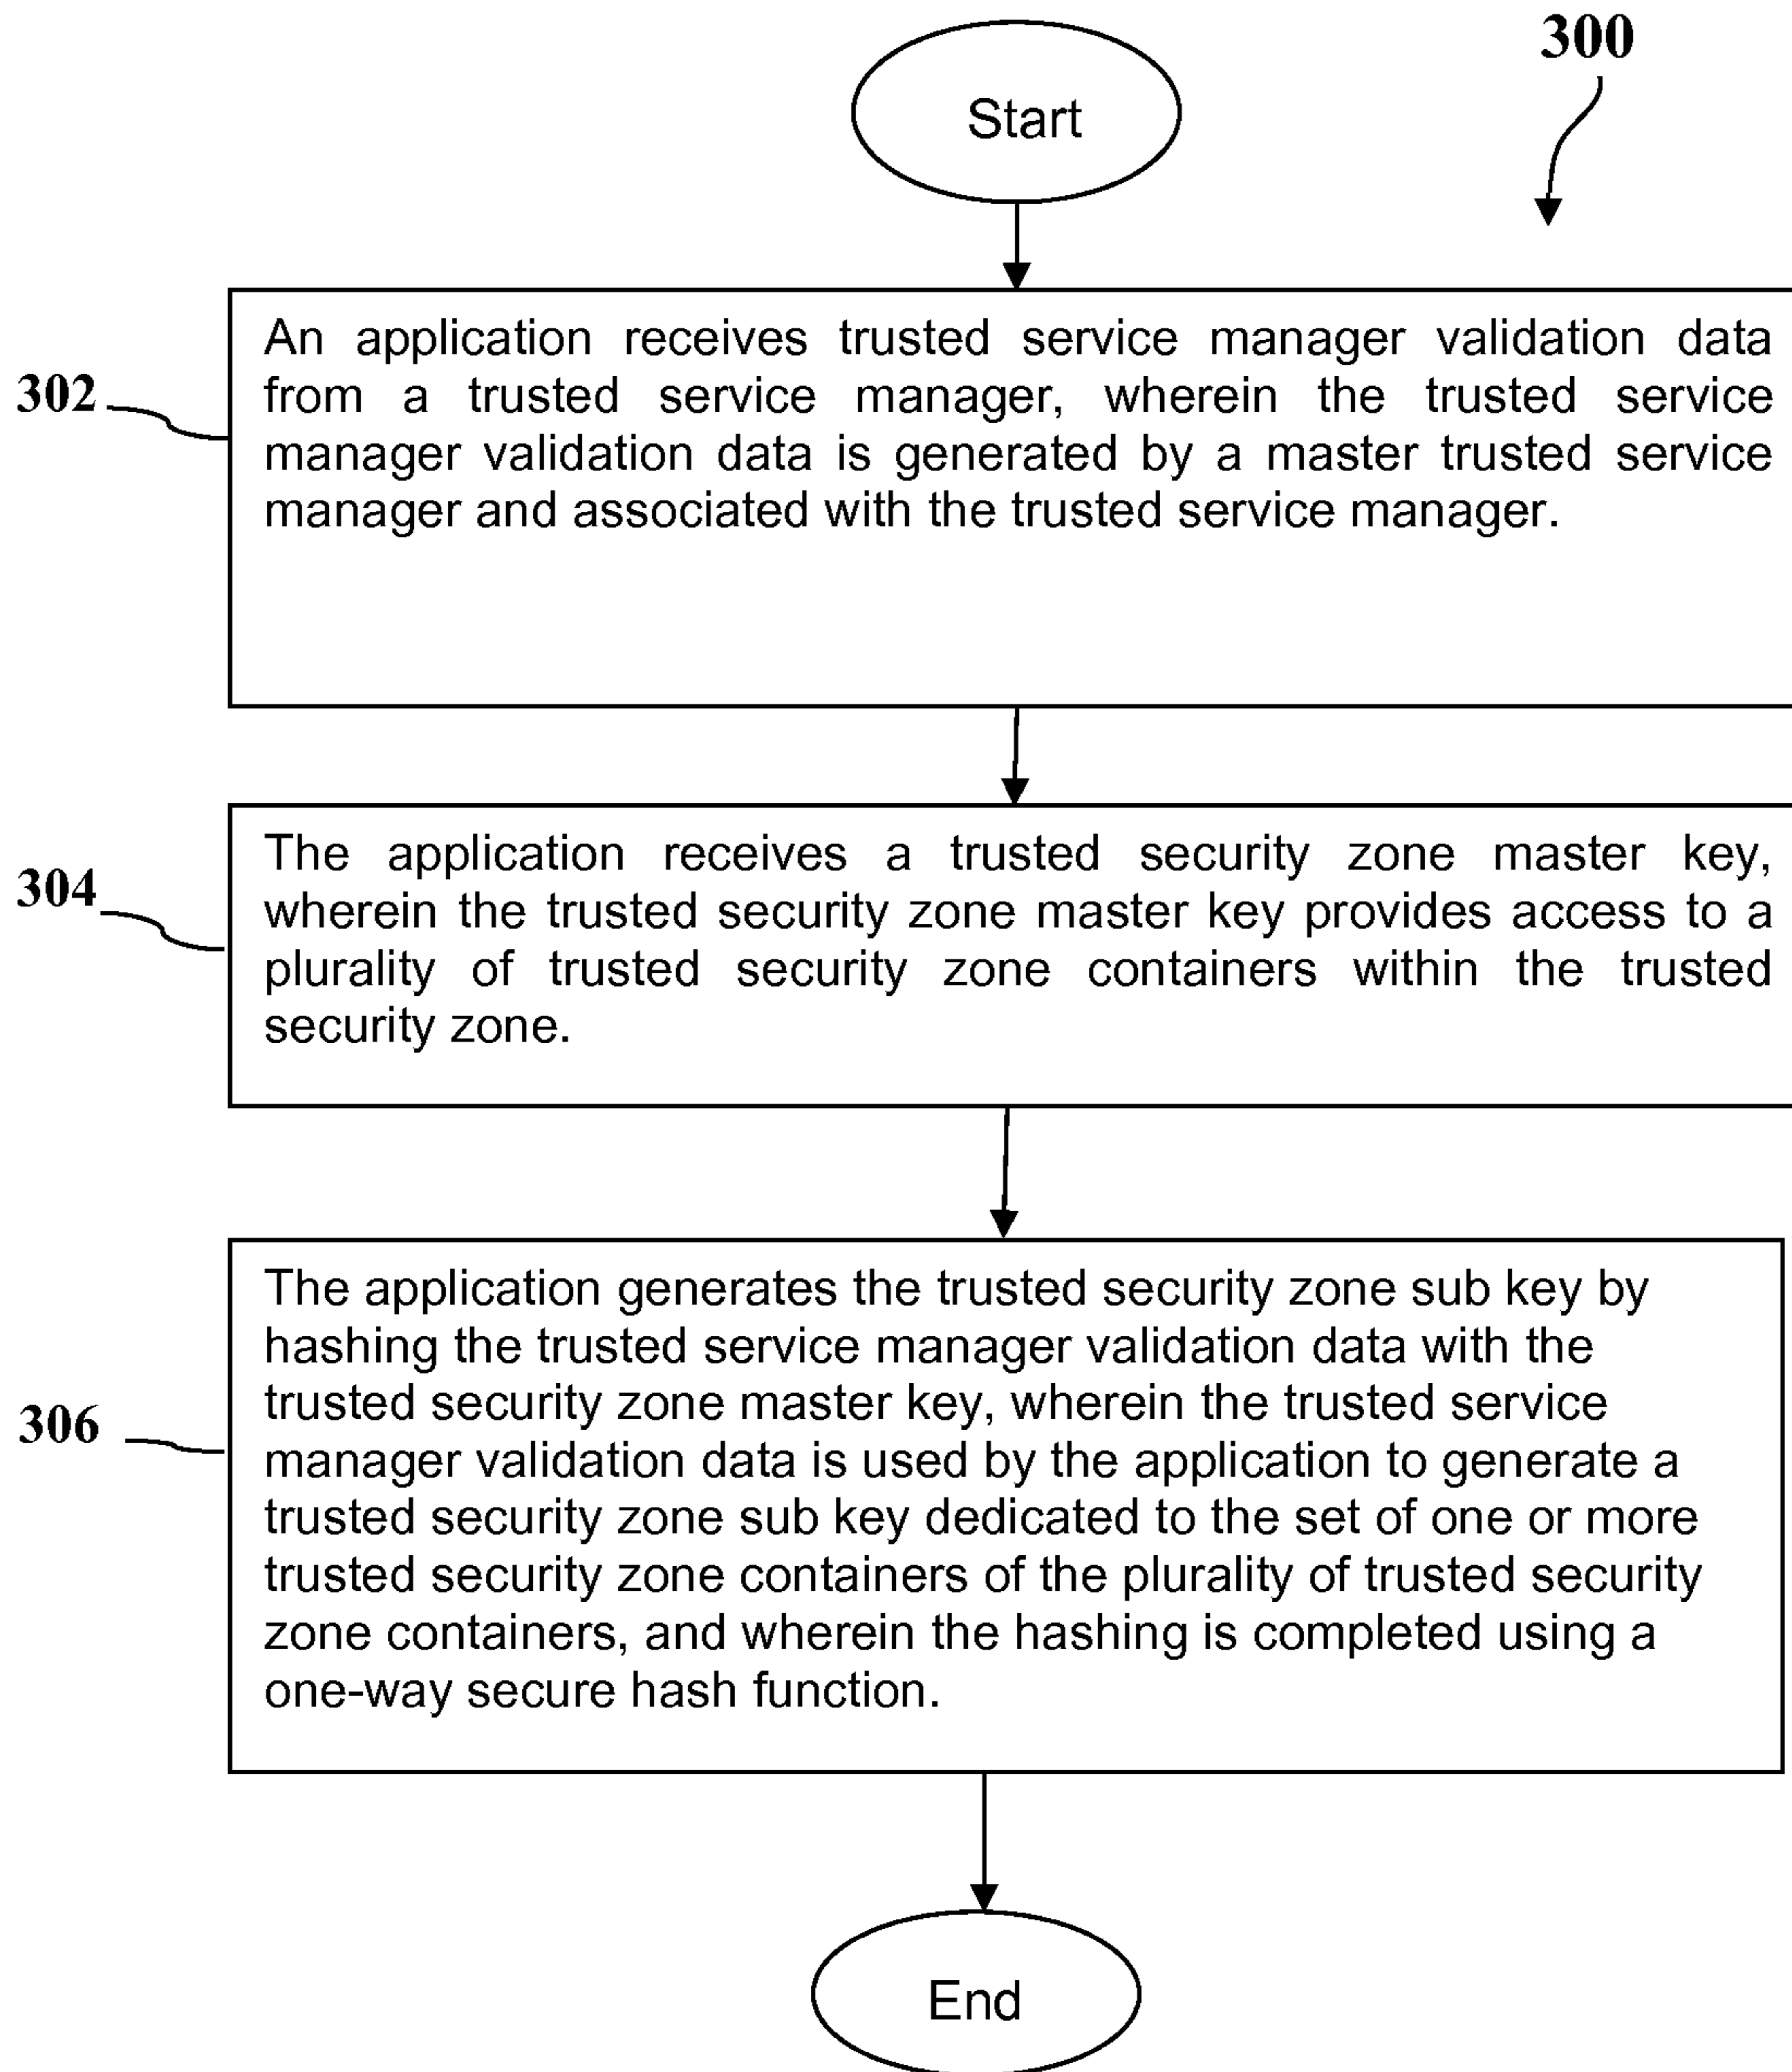 300
Start
302
An application receives trusted service manager validation data
from a trusted service manager, wherein the trusted service
manager validation data is generated by a master trusted service
manager and associated with the trusted service manager.
304
The application receives a trusted security zone master key,
wherein the trusted security zone master key provides access to a
plurality of trusted security zone containers within the trusted
security zone.
306
The application generates the trusted security zone sub key by
hashing the trusted service manager validation data with the
trusted security zone master key, wherein the trusted service
manager validation data is used by the application to generate a
trusted security zone sub key dedicated to the set of one or more
trusted security zone containers of the plurality of trusted security
zone containers, and wherein the hashing is completed using a
one-way secure hash function.
End